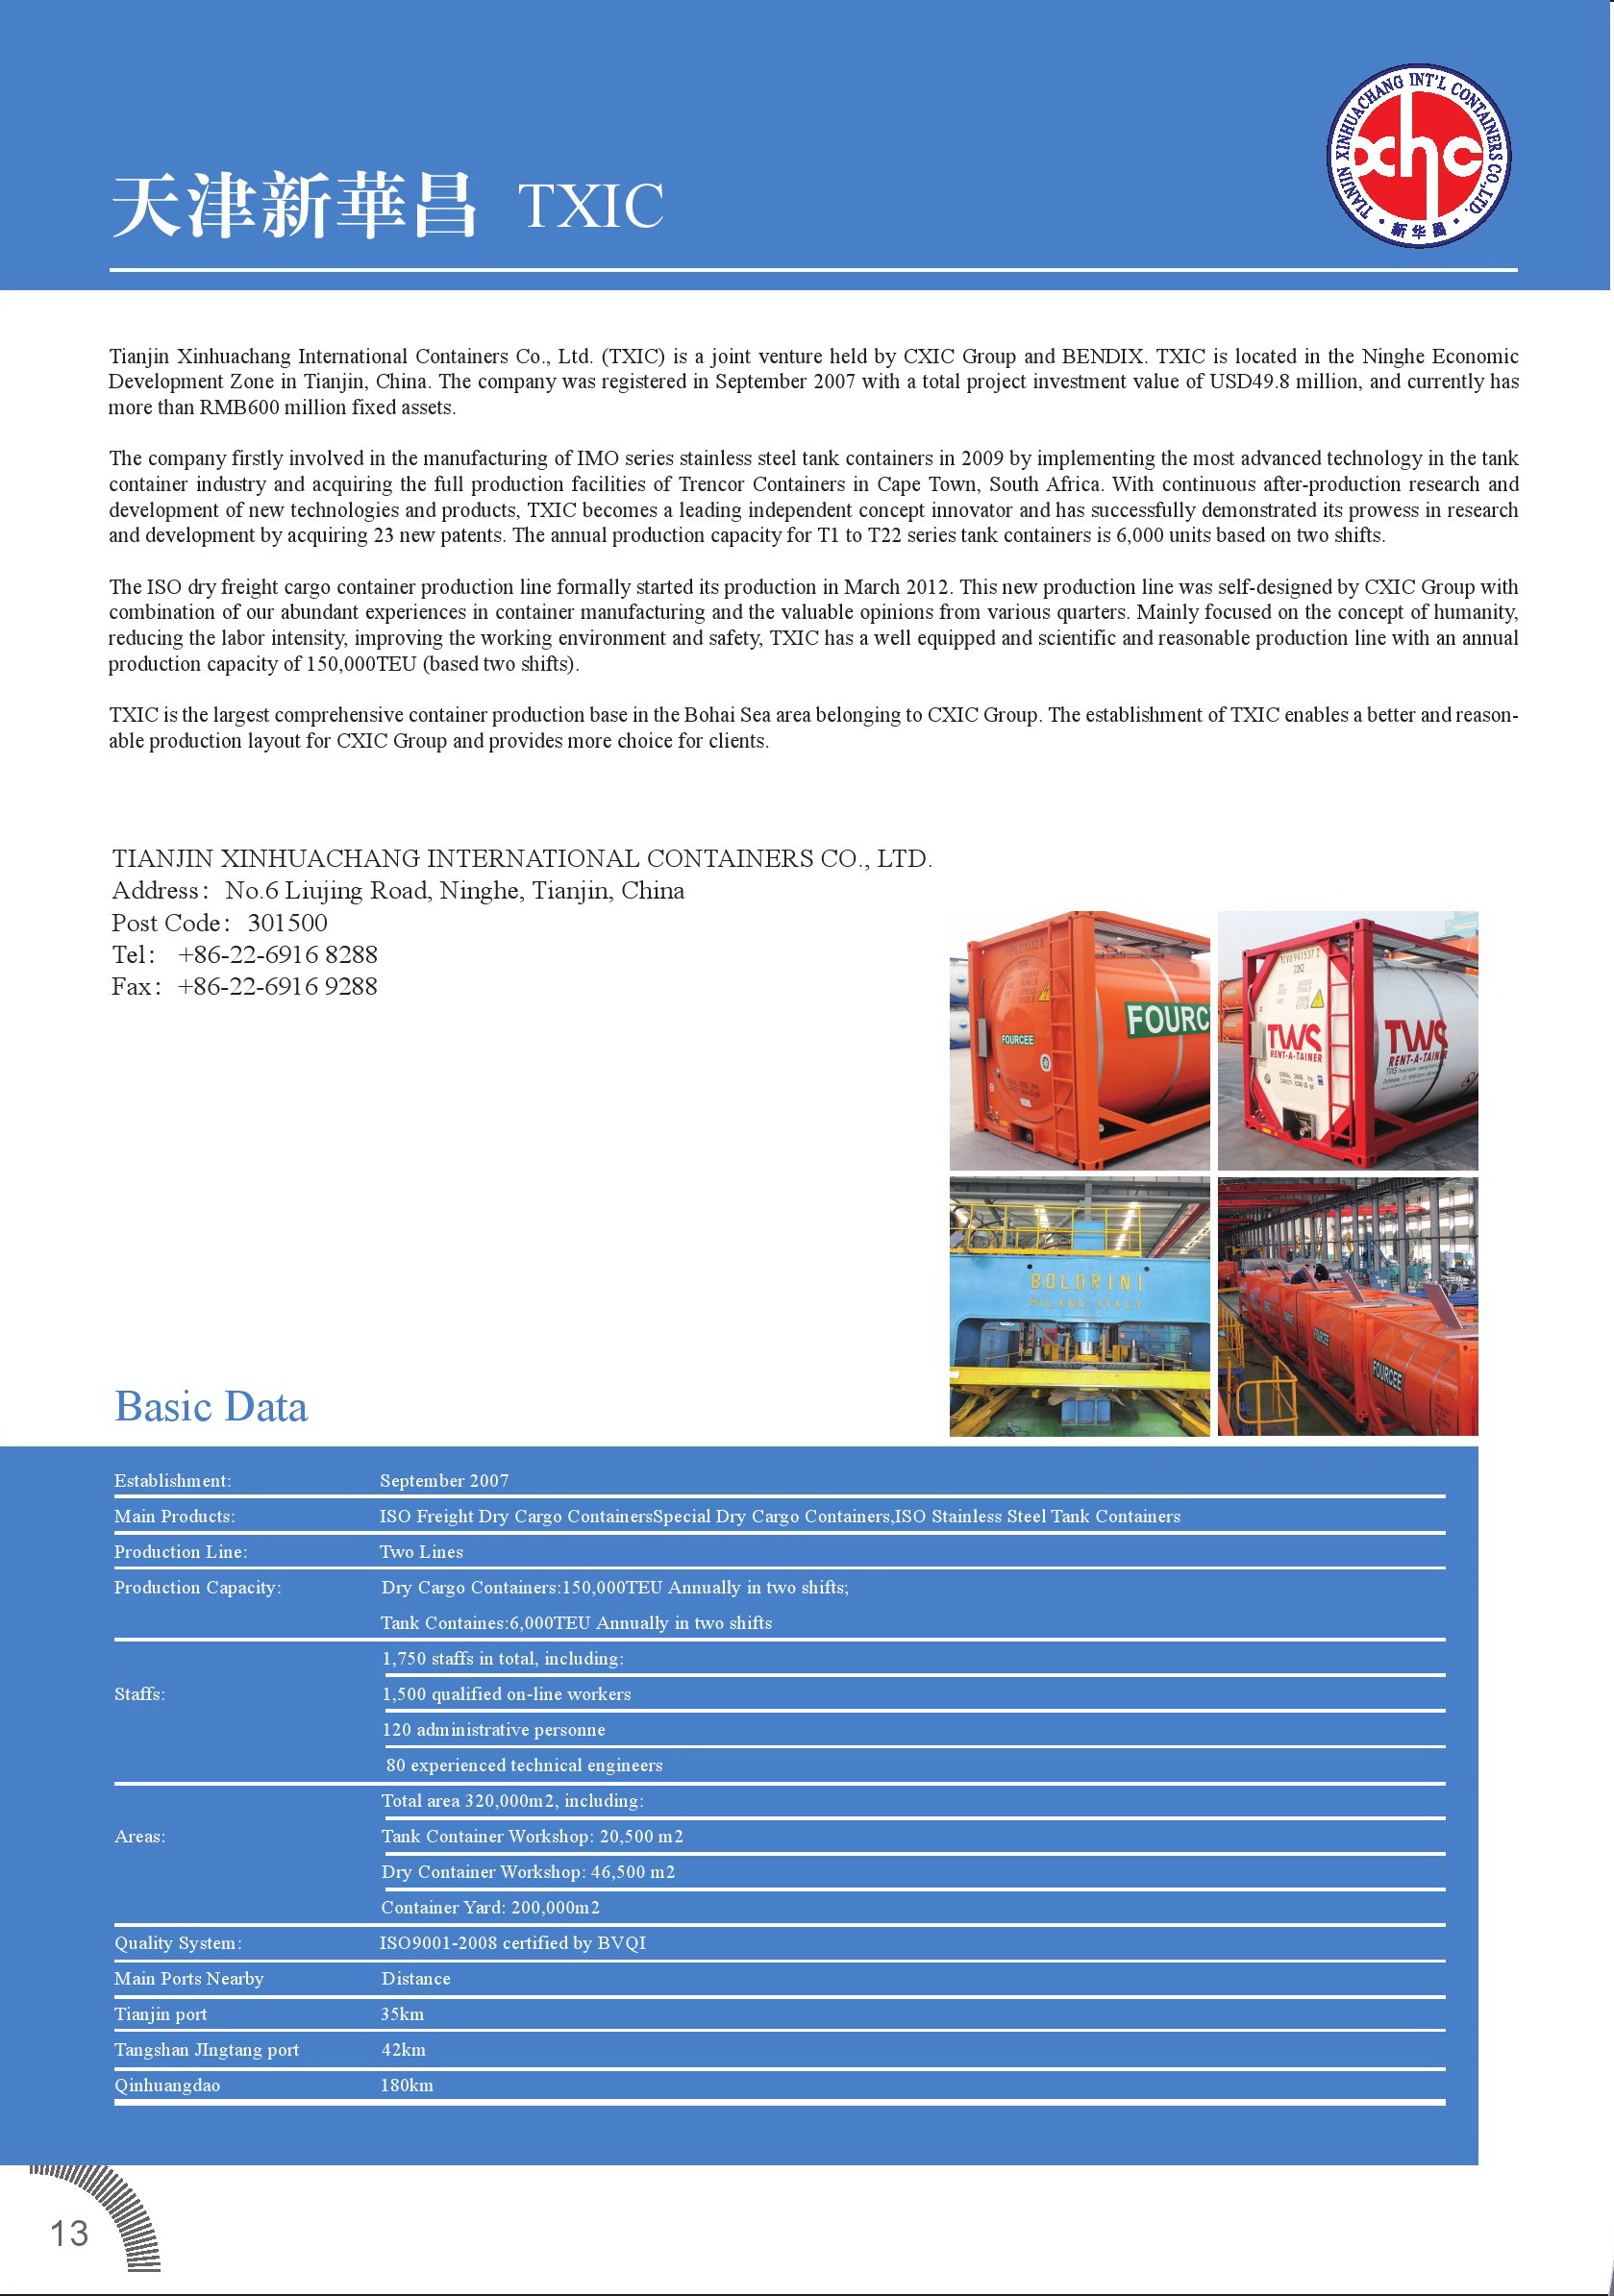 天津新華昌 TXIC
TIANJIN XINHUACHANG INT'L CONTAINERS CO.,LTD.
xhc
新华昌
Tianjin Xinhuachang International Containers Co., Ltd. (TXIC) is a joint venture held by CXIC Group and BENDIX. TXIC is located in the Ninghe Economic
Development Zone in Tianjin, China. The company was registered in September 2007 with a total project investment value of USD49.8 million, and currently has
more than RMB600 million fixed assets.
The company firstly involved in the manufacturing of IMO series stainless steel tank containers in 2009 by implementing the most advanced technology in the tank
container industry and acquiring the full production facilities of Trencor Containers in Cape Town, South Africa. With continuous after-production research and
development of new technologies and products, TXIC becomes a leading independent concept innovator and has successfully demonstrated its prowess in research
and development by acquiring 23 new patents. The annual production capacity for T1 to T22 series tank containers is 6,000 units based on two shifts.
The ISO dry freight cargo container production line formally started its production in March 2012. This new production line was self-designed by CXIC Group with
combination of our abundant experiences in container manufacturing and the valuable opinions from various quarters. Mainly focused on the concept of humanity,
reducing the labor intensity, improving the working environment and safety, TXIC has a well equipped and scientific and reasonable production line with an annual
production capacity of 150,000TEU (based two shifts).
TXIC is the largest comprehensive container production base in the Bohai Sea area belonging to CXIC Group. The establishment of TXIC enables a better and reason-
able production layout for CXIC Group and provides more choice for clients.
TIANJIN XINHUACHANG INTERNATIONAL CONTAINERS CO., LTD.
Address：No.6 Liujing Road, Ninghe, Tianjin, China
Post Code：301500
Tel： +86-22-6916 8288
Fax：+86-22-6916 9288
FOURC
FOURCEE
TWS
RENT-A-TAINER
TWS
RENT-A-TAIN
BOLDRINI
MILANO ITALY
FOURCEE
FOURCEE
Basic Data
Establishment: September 2007
Main Products: ISO Freight Dry Cargo ContainersSpecial Dry Cargo Containers,ISO Stainless Steel Tank Containers
Production Line: Two Lines
Production Capacity: Dry Cargo Containers:150,000TEU Annually in two shifts;
Tank Containes:6,000TEU Annually in two shifts
1,750 staffs in total, including:
Staffs: 1,500 qualified on-line workers
120 administrative personne
80 experienced technical engineers
Total area 320,000m2, including:
Areas: Tank Container Workshop: 20,500 m2
Dry Container Workshop: 46,500 m2
Container Yard: 200,000m2
Quality System: ISO9001-2008 certified by BVQI
Main Ports Nearby Distance
Tianjin port 35km
Tangshan JIngtang port 42km
Qinhuangdao 180km
13